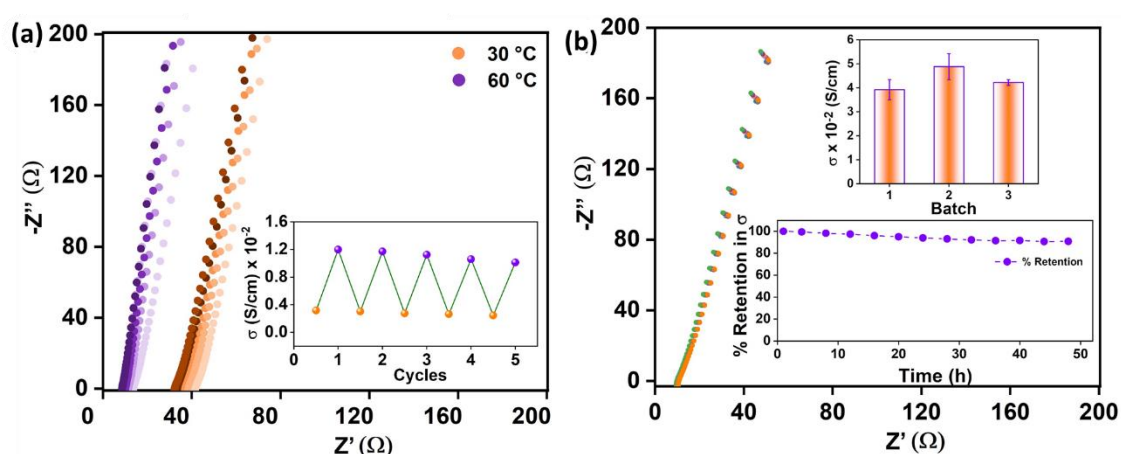 (a)
200
160
120
80
40
0
-Z" (Ω)
30 °C
60 °C
σ (S/cm) x 10⁻²
1.6
1.2
0.8
0.4
0.0
0 1 2 3 4 5
Cycles
0 40 80 120 160 200
Z' (Ω)
(b)
200
160
120
80
40
0
-Z" (Ω)
σ x 10⁻² (S/cm)
6
5
4
3
2
1
0
1 2 3
Batch
% Retention in σ
100
80
60
40
20
0
% Retention
0 10 20 30 40 50
Time (h)
0 40 80 120 160 200
Z' (Ω)